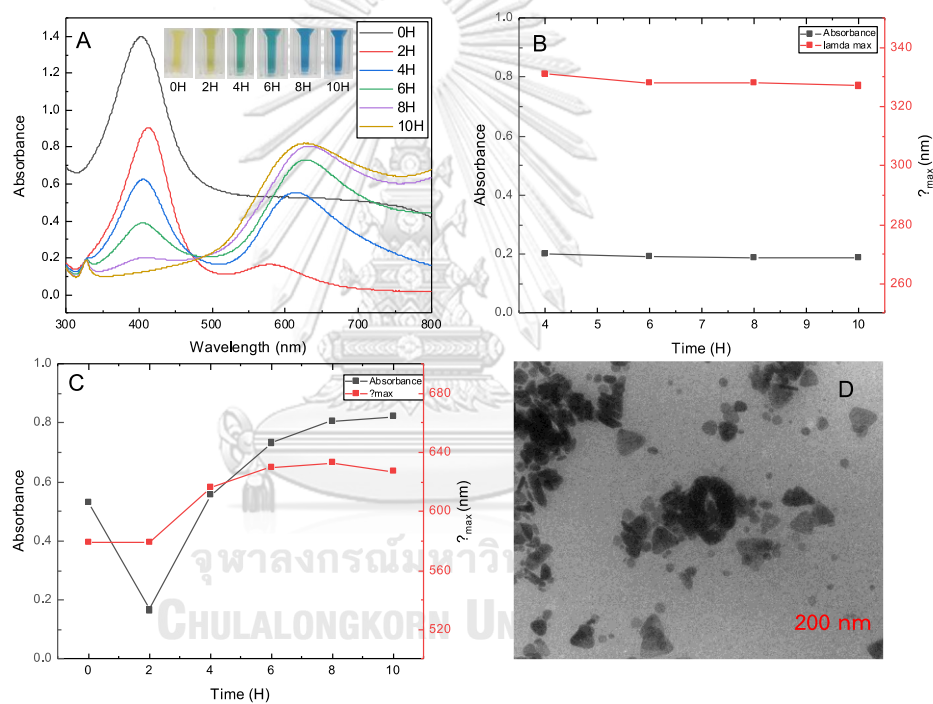 A
0H
2H
4H
6H
8H
10H
0H
2H
4H
6H
8H
10H
1.4
1.2
1.0
0.8
0.6
0.4
0.2
0.0
Absorbance
300
400
500
600
700
800
Wavelength (nm)
B
Absorbance
lamda max
1.0
0.8
0.6
0.4
0.2
0.0
Absorbance
340
320
300
280
260
?max (nm)
4
5
6
7
8
9
10
Time (H)
C
Absorbance
?max
1.0
0.8
0.6
0.4
0.2
0.0
Absorbance
680
640
600
560
520
?max (nm)
0
2
4
6
8
10
Time (H)
D
200 nm
จุฬาลงกรณ์มหาวิท
CHULALONGKORN UN